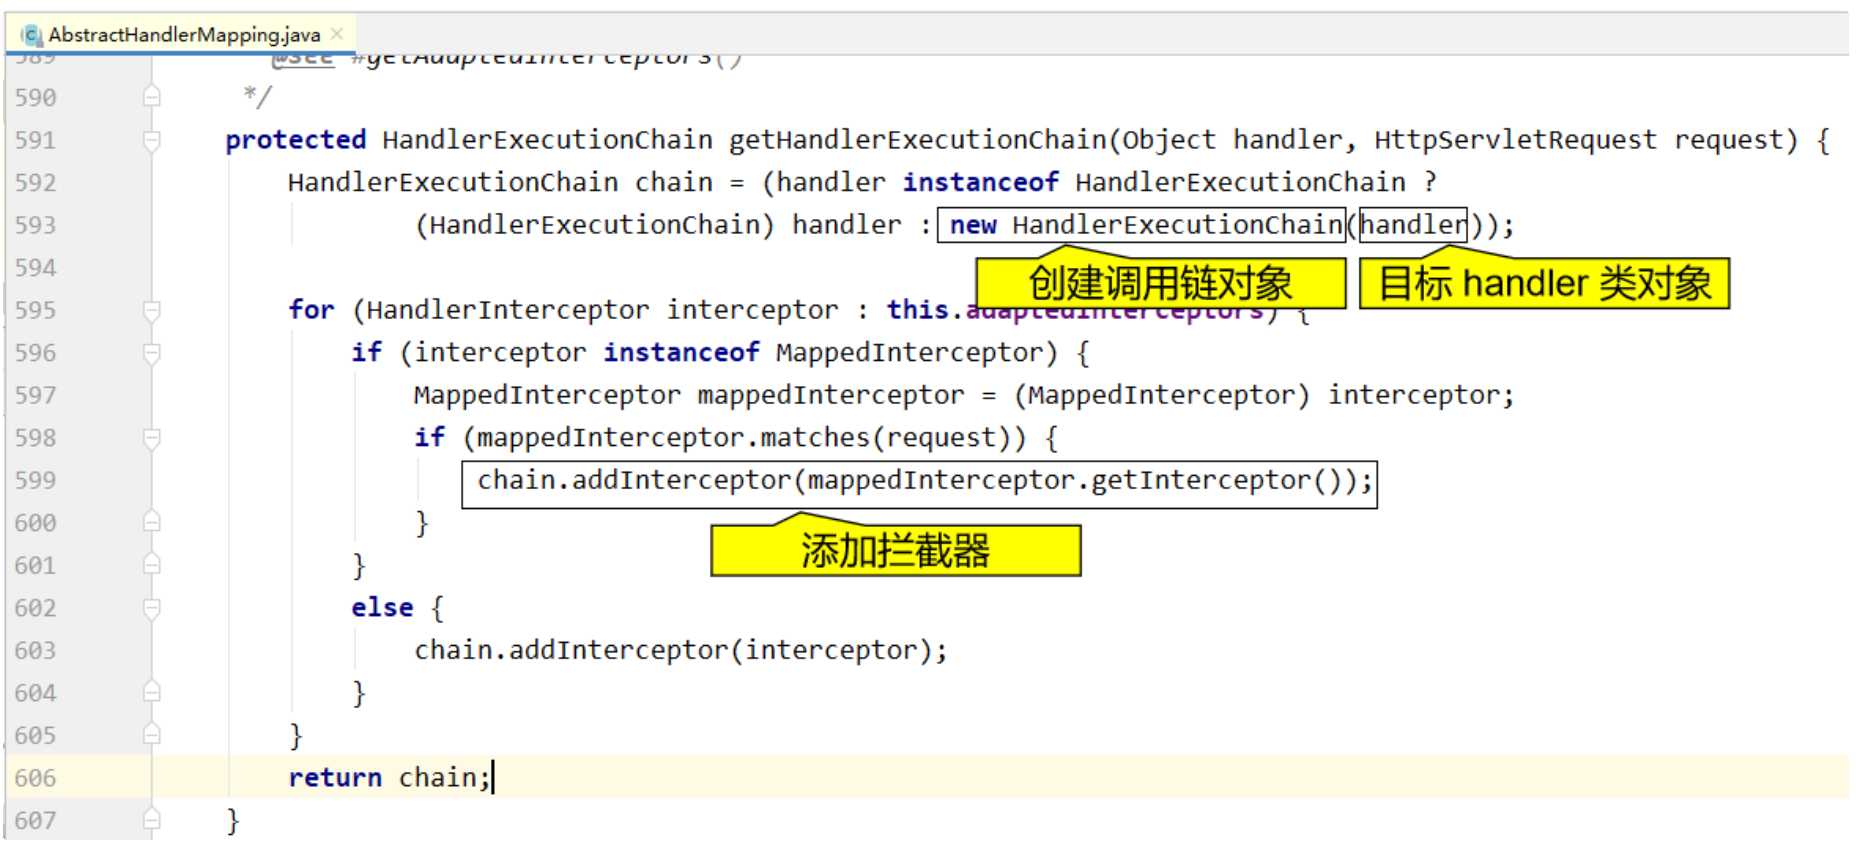 AbstractHandlerMapping.java
589 @see #getAdaptedInterceptors()
590 */
591 protected HandlerExecutionChain getHandlerExecutionChain(Object handler, HttpServletRequest request) {
592 HandlerExecutionChain chain = (handler instanceof HandlerExecutionChain ?
593 (HandlerExecutionChain) handler : new HandlerExecutionChain(handler));
594
创建调用链对象
目标 handler 类对象
595 for (HandlerInterceptor interceptor : this.adaptedInterceptors) {
596 if (interceptor instanceof MappedInterceptor) {
597 MappedInterceptor mappedInterceptor = (MappedInterceptor) interceptor;
598 if (mappedInterceptor.matches(request)) {
599 chain.addInterceptor(mappedInterceptor.getInterceptor());
600 }
添加拦截器
601 }
602 else {
603 chain.addInterceptor(interceptor);
604 }
605 }
606 return chain;
607 }